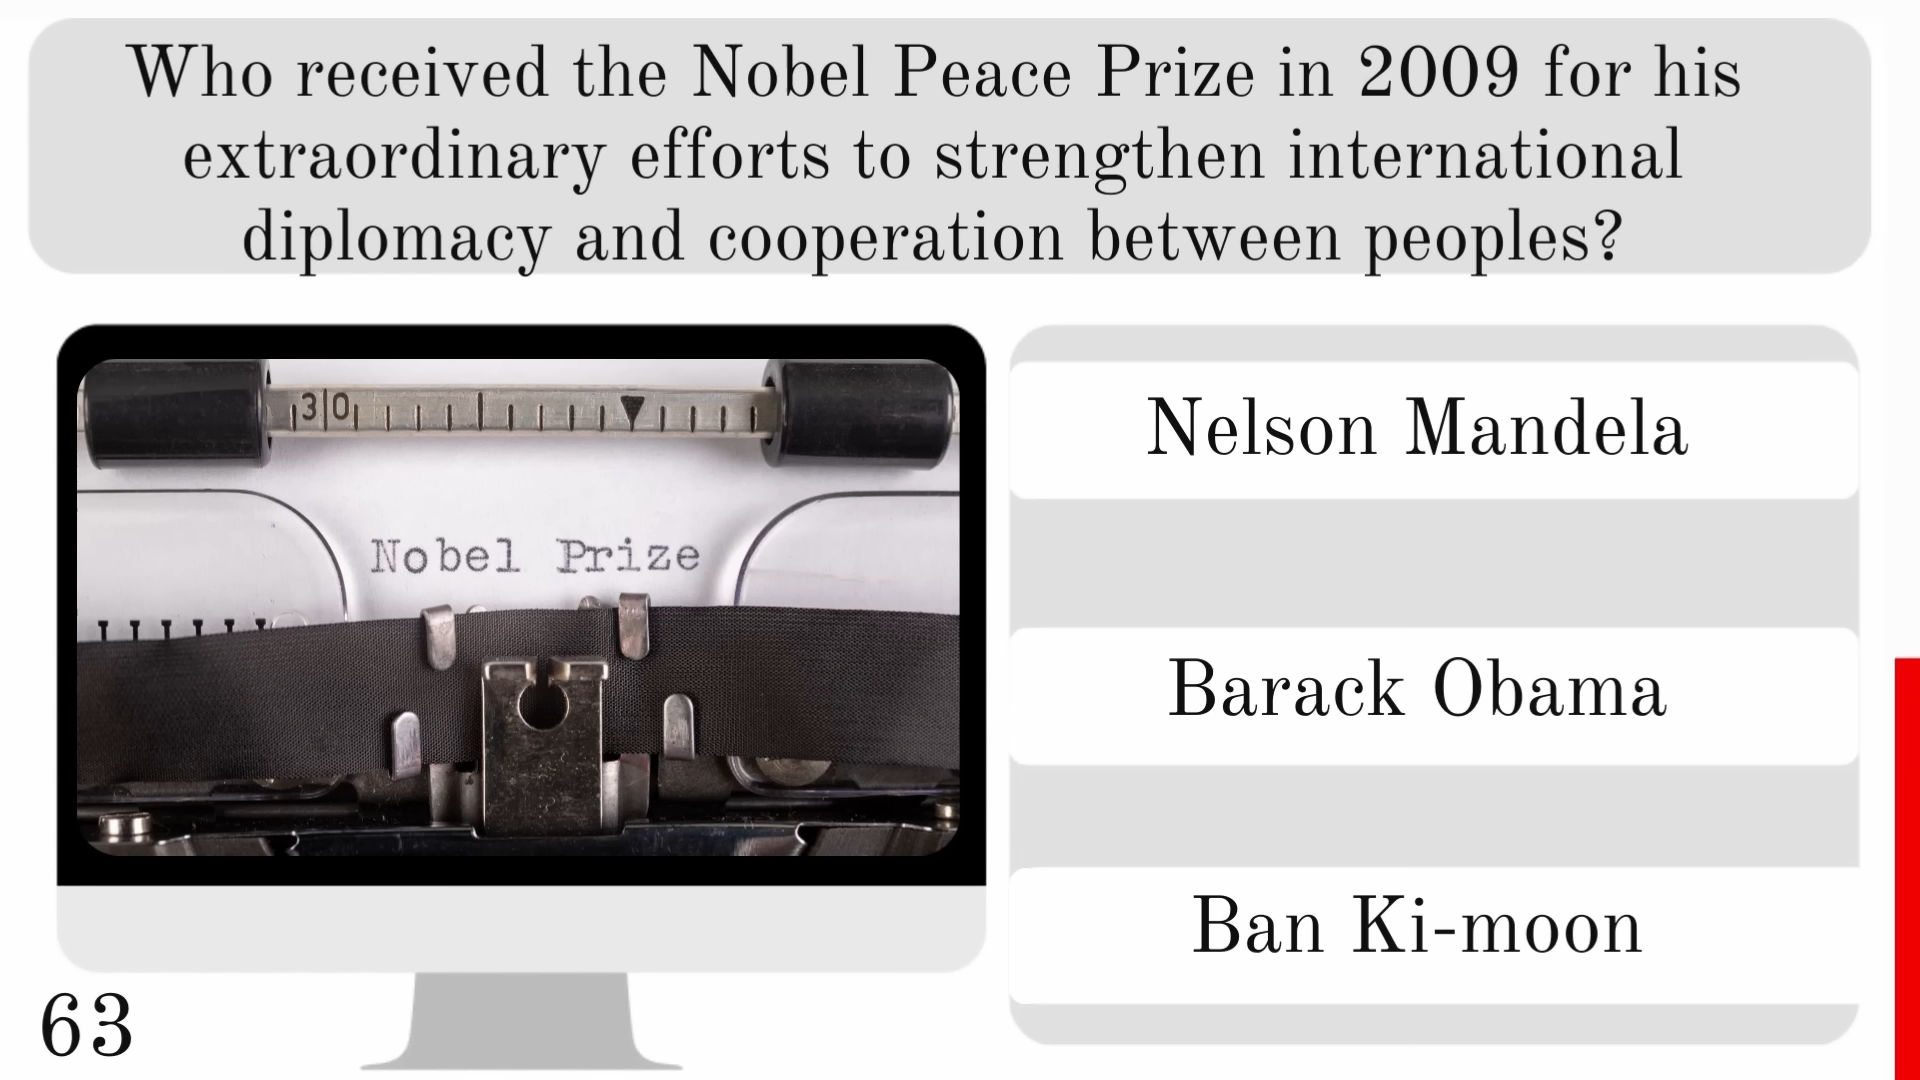 Who received the Nobel Peace Prize in 2009 for his
extraordinary efforts to strengthen international
diplomacy and cooperation between peoples?
30
Nobel Prize
Nelson Mandela
Barack Obama
Ban Ki-moon
63